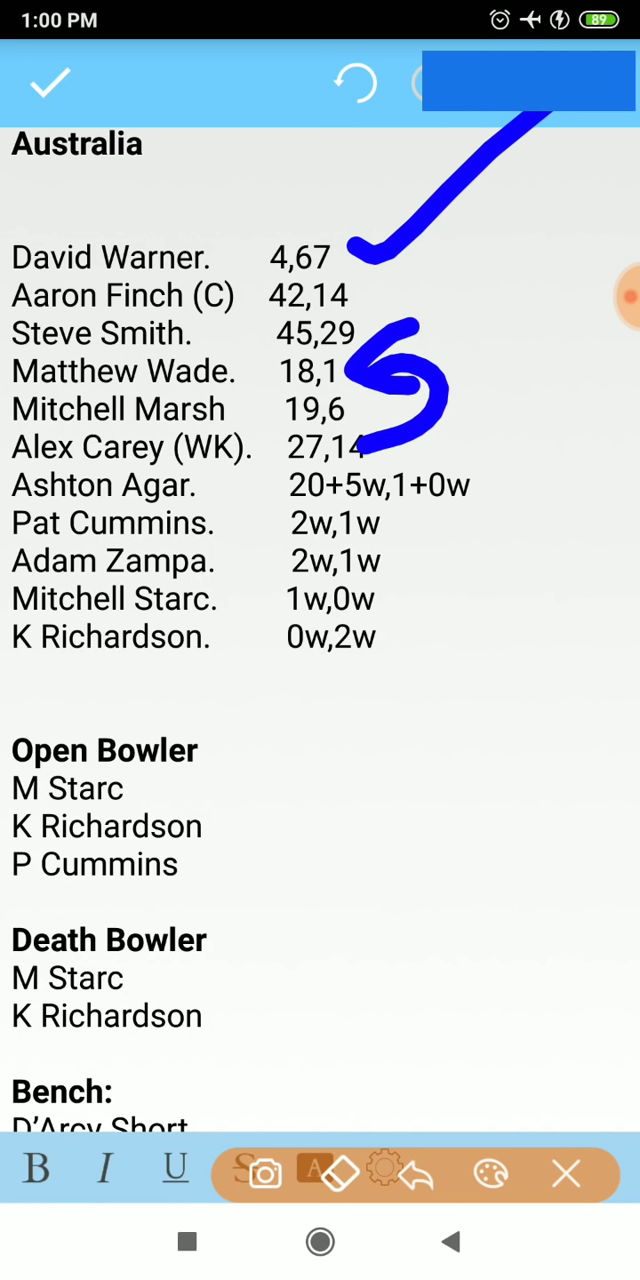 1:00 PM
89
Australia
David Warner. 4,67
Aaron Finch (C) 42,14
Steve Smith. 45,29
Matthew Wade. 18,1
Mitchell Marsh 19,6
Alex Carey (WK). 27,14
Ashton Agar. 20+5w,1+0w
Pat Cummins. 2w,1w
Adam Zampa. 2w,1w
Mitchell Starc. 1w,0w
K Richardson. 0w,2w
Open Bowler
M Starc
K Richardson
P Cummins
Death Bowler
M Starc
K Richardson
Bench:
D'Arcy Short
B I U S A